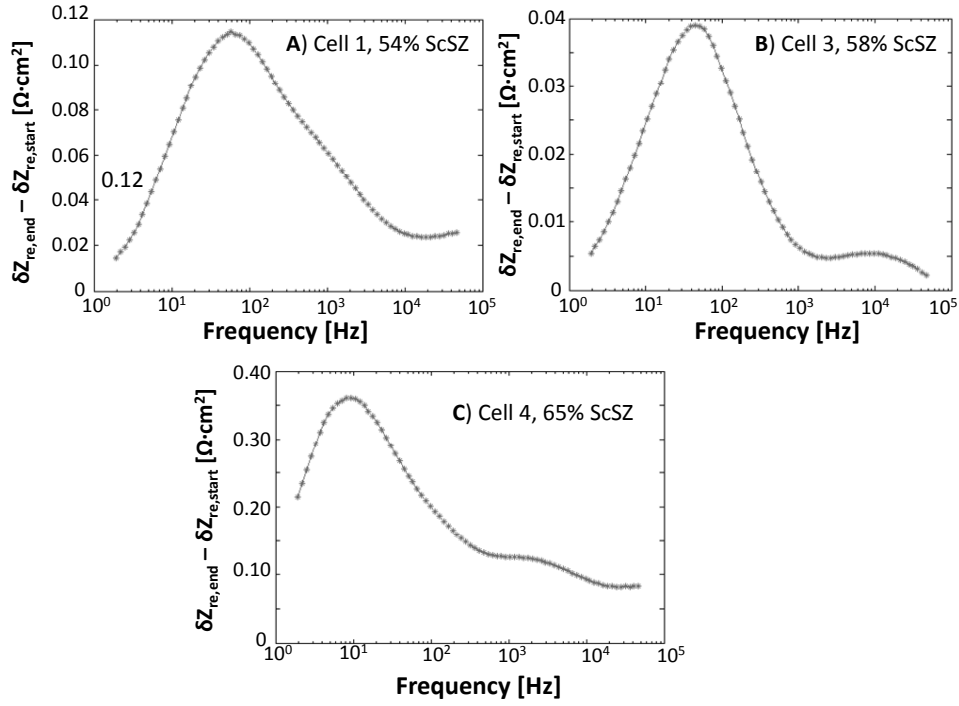 δZre,end − δZre,start [Ω·cm²]
0.12
0.10
0.08
0.06
0.04
0.02
0
0.12
A) Cell 1, 54% ScSZ
10⁰ 10¹ 10² 10³ 10⁴ 10⁵
Frequency [Hz]
δZre,end − δZre,start [Ω·cm²]
0.04
0.03
0.02
0.01
0
B) Cell 3, 58% ScSZ
10⁰ 10¹ 10² 10³ 10⁴ 10⁵
Frequency [Hz]
δZre,end − δZre,start [Ω·cm²]
0.40
0.30
0.20
0.10
0
C) Cell 4, 65% ScSZ
10⁰ 10¹ 10² 10³ 10⁴ 10⁵
Frequency [Hz]